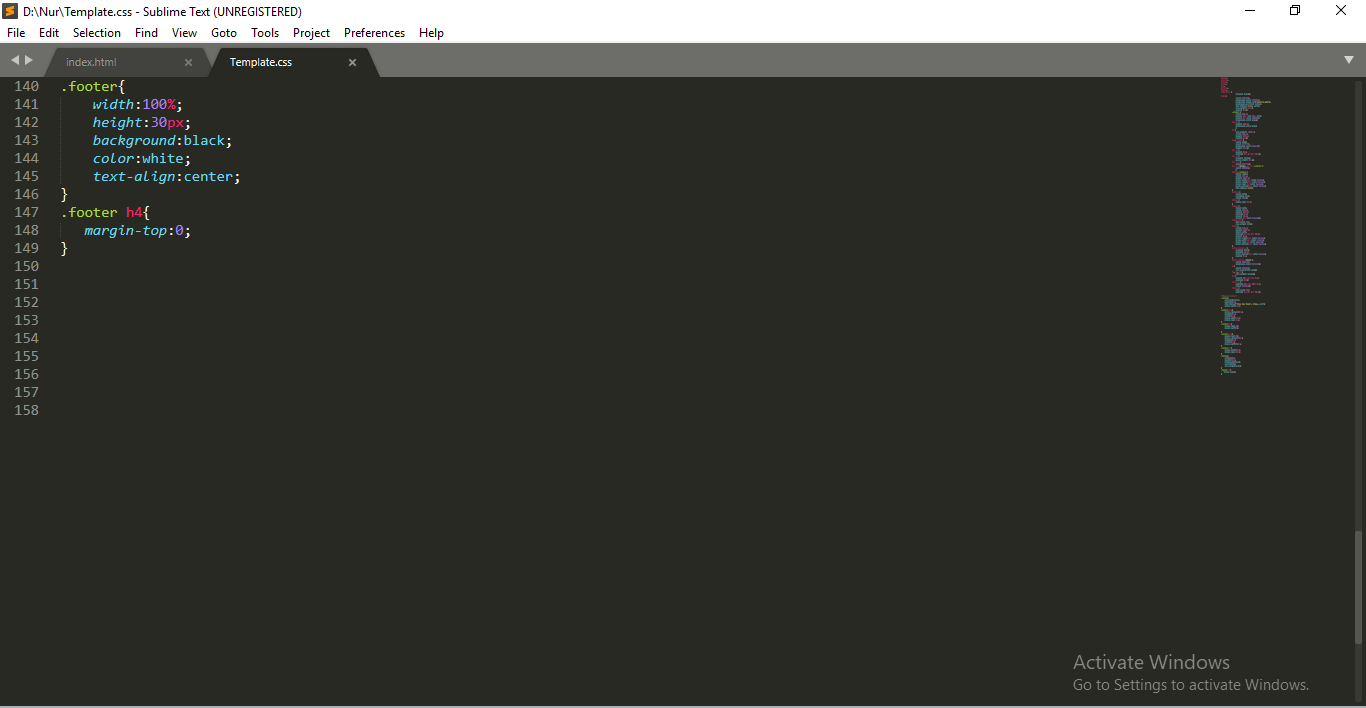 D:\Nur\Template.css - Sublime Text (UNREGISTERED)
File Edit Selection Find View Goto Tools Project Preferences Help
index.html Template.css
140 .footer{
141 width:100%;
142 height:30px;
143 background:black;
144 color:white;
145 text-align:center;
146 }
147 .footer h4{
148 margin-top:0;
149 }
150
151
152
153
154
155
156
157
158
Activate Windows
Go to Settings to activate Windows.